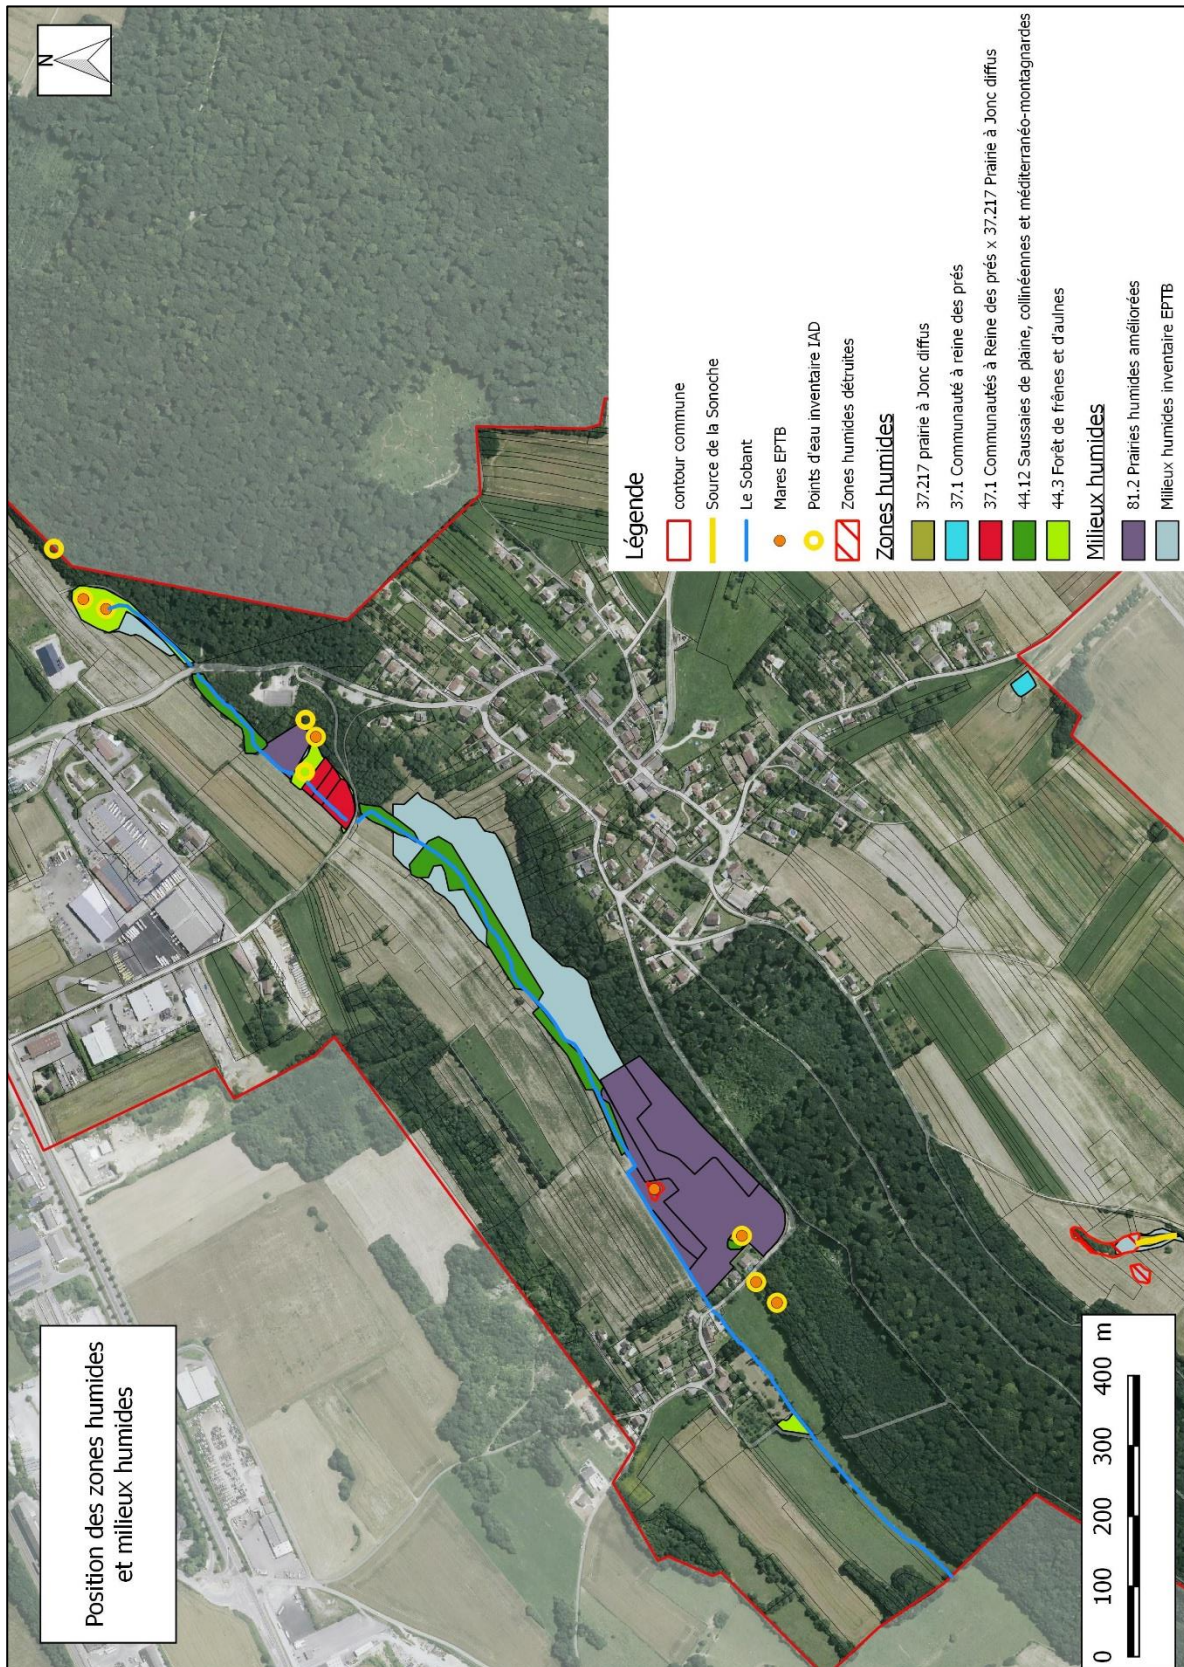 Position des zones humides
et milieux humides
N
Légende
contour commune
Source de la Sonoche
Le Sobant
Mares EPTB
Points d'eau inventaire IAD
Zones humides détruites
Zones humides
37.217 prairie à Jonc diffus
37.1 Communauté à reine des prés
37.1 Communautés à Reine des prés x 37.217 Prairie à Jonc diffus
44.12 Saussaies de plaine, collinéennes et méditerranéo-montagnardes
44.3 Forêt de frênes et d'aulnes
Milieux humides
81.2 Prairies humides améliorées
Milieux humides inventaire EPTB
0 100 200 300 400 m